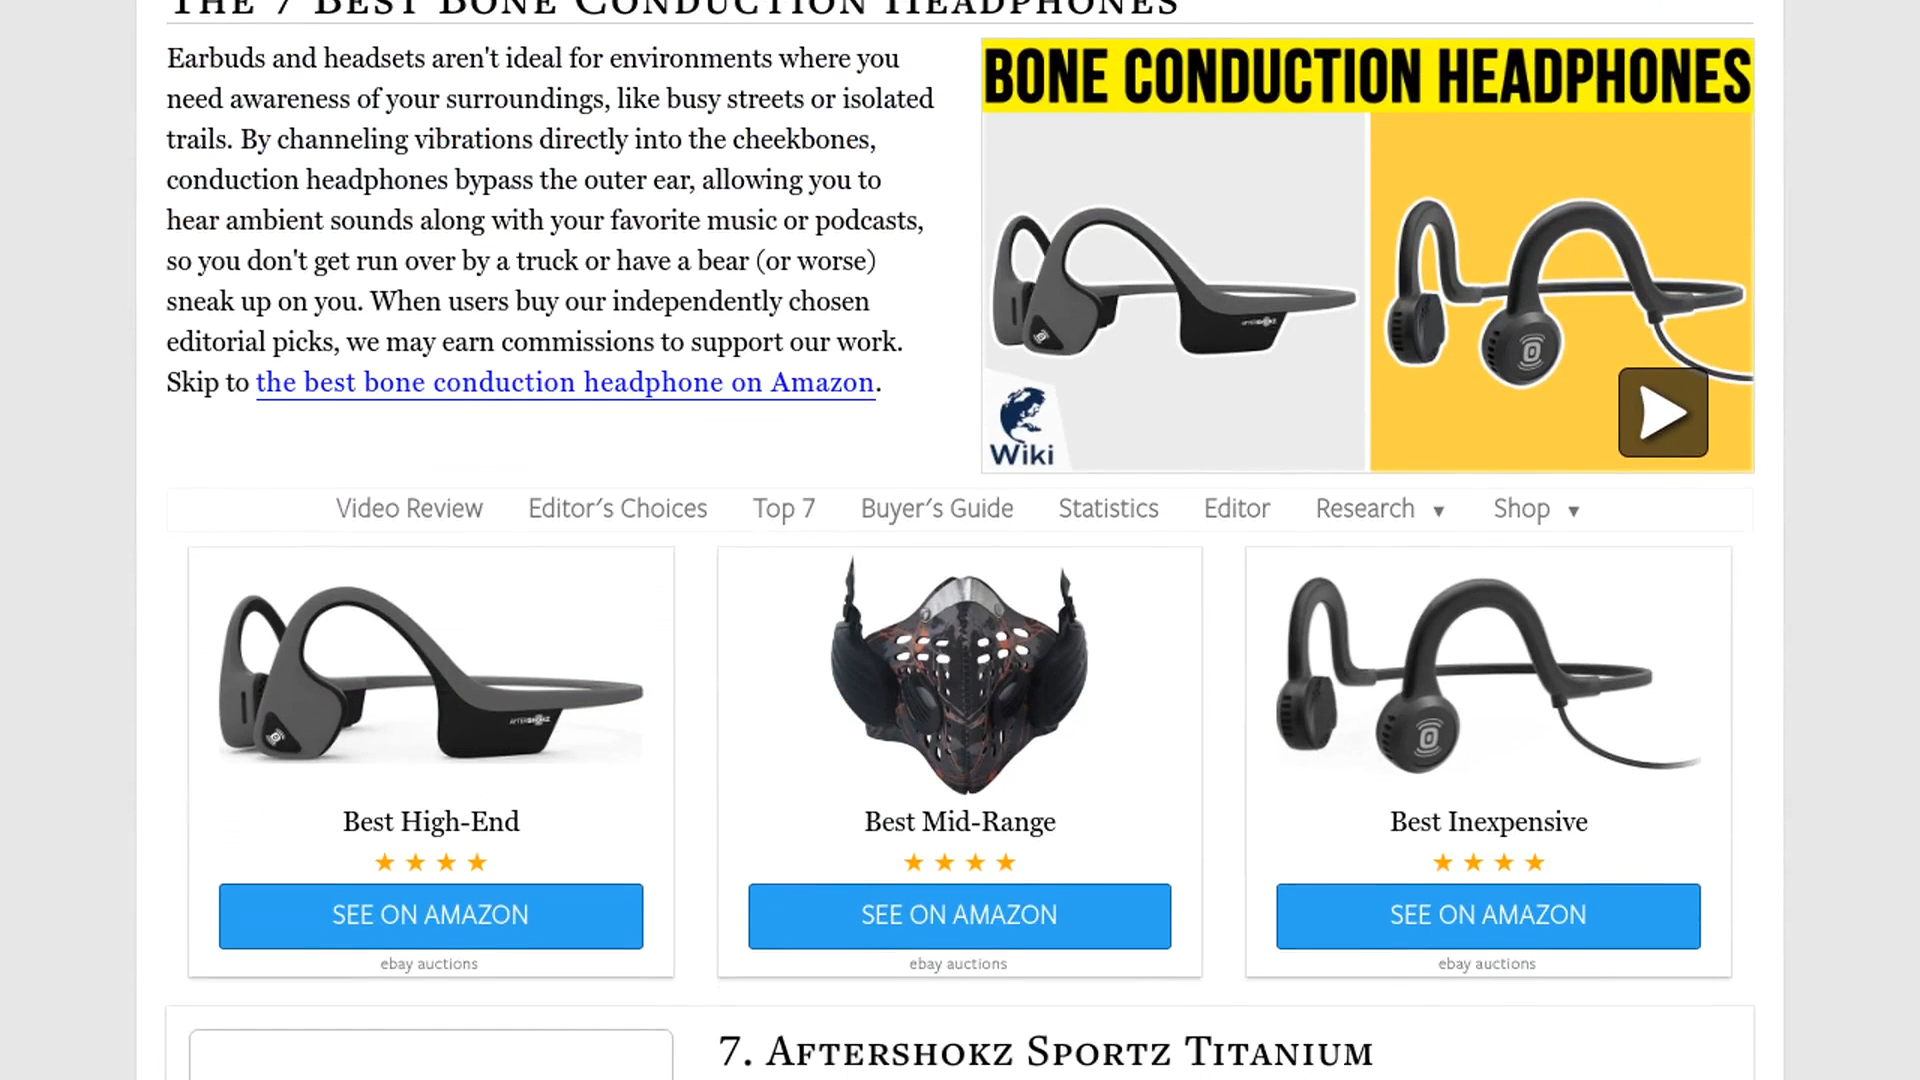 THE 7 BEST BONE CONDUCTION HEADPHONES
Earbuds and headsets aren't ideal for environments where you
need awareness of your surroundings, like busy streets or isolated
trails. By channeling vibrations directly into the cheekbones,
conduction headphones bypass the outer ear, allowing you to
hear ambient sounds along with your favorite music or podcasts,
so you don't get run over by a truck or have a bear (or worse)
sneak up on you. When users buy our independently chosen
editorial picks, we may earn commissions to support our work.
Skip to the best bone conduction headphone on Amazon.
BONE CONDUCTION HEADPHONES
AFTERSHOKZ
Wiki
Video Review Editor's Choices Top 7 Buyer's Guide Statistics Editor Research ▼ Shop ▼
AFTERSHOKZ
Best High-End
SEE ON AMAZON
ebay auctions
Best Mid-Range
SEE ON AMAZON
ebay auctions
Best Inexpensive
SEE ON AMAZON
ebay auctions
7. AFTERSHOKZ SPORTZ TITANIUM